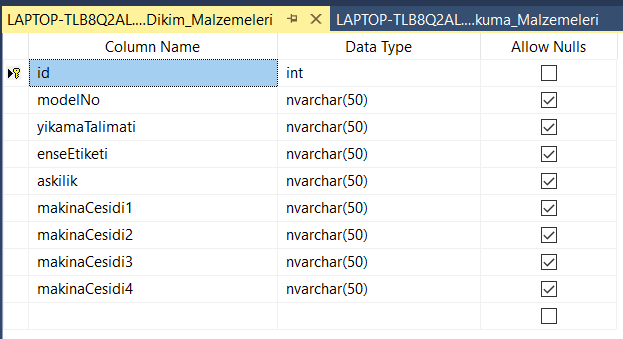 LAPTOP-TLB8Q2AL....Dikim_Malzemeleri LAPTOP-TLB8Q2AL....kuma_Malzemeleri
Column Name Data Type Allow Nulls
id int
modelNo nvarchar(50)
yikamaTalimati nvarchar(50)
enseEtiketi nvarchar(50)
askilik nvarchar(50)
makinaCesidi1 nvarchar(50)
makinaCesidi2 nvarchar(50)
makinaCesidi3 nvarchar(50)
makinaCesidi4 nvarchar(50)